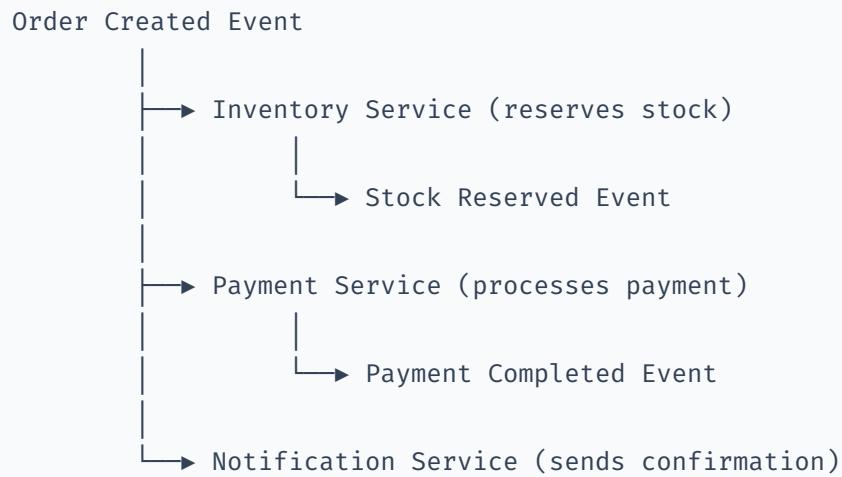 Order Created Event
Inventory Service (reserves stock)
Stock Reserved Event
Payment Service (processes payment)
Payment Completed Event
Notification Service (sends confirmation)